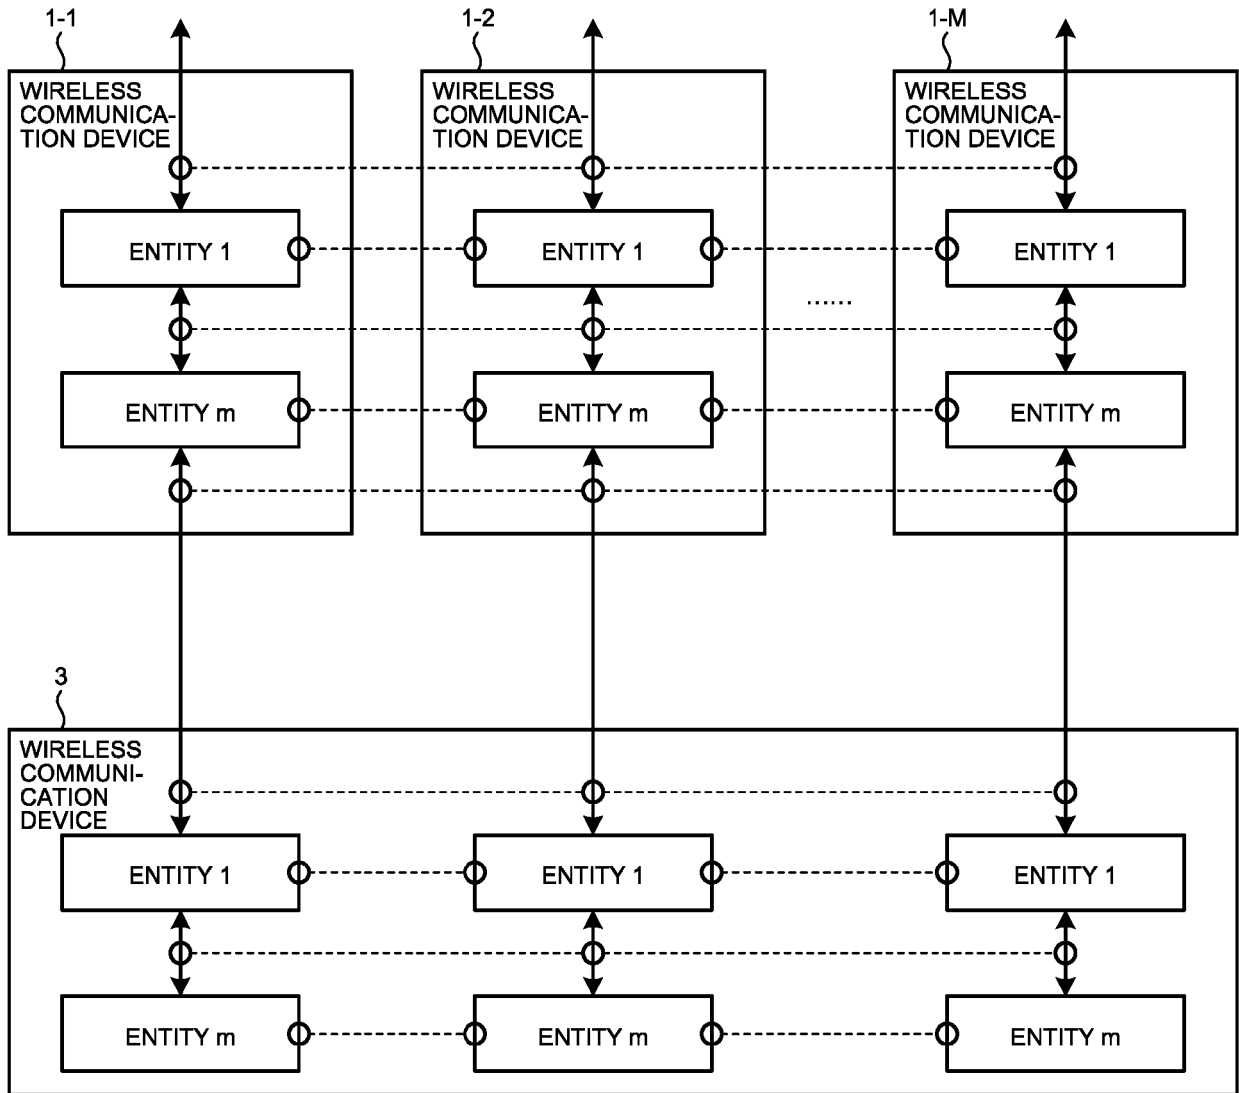 1-1
1-2
1-M
WIRELESS
COMMUNICA-
TION DEVICE
WIRELESS
COMMUNICA-
TION DEVICE
WIRELESS
COMMUNICA-
TION DEVICE
ENTITY 1
ENTITY 1
ENTITY 1
......
ENTITY m
ENTITY m
ENTITY m
3
WIRELESS
COMMUNI-
CATION
DEVICE
ENTITY 1
ENTITY 1
ENTITY 1
ENTITY m
ENTITY m
ENTITY m